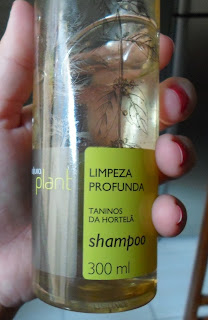 plant
LIMPEZA
PROFUNDA
TANINOS
DA HORTELÃ
shampoo
300 ml